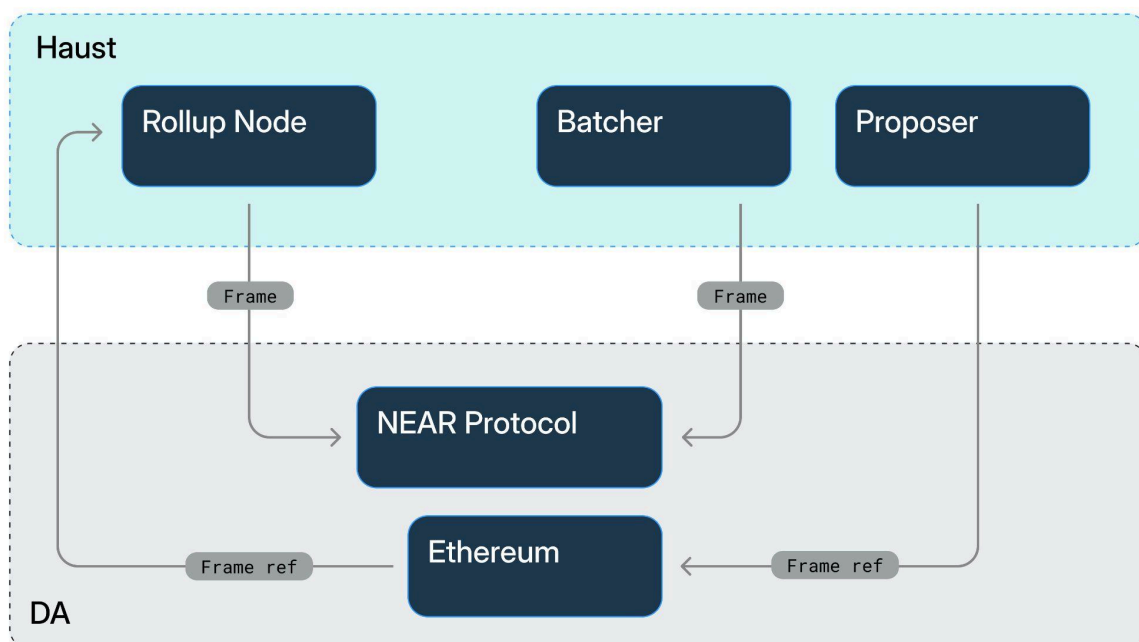 Haust
Rollup Node
Batcher
Proposer
Frame
Frame
NEAR Protocol
Ethereum
Frame ref
Frame ref
DA